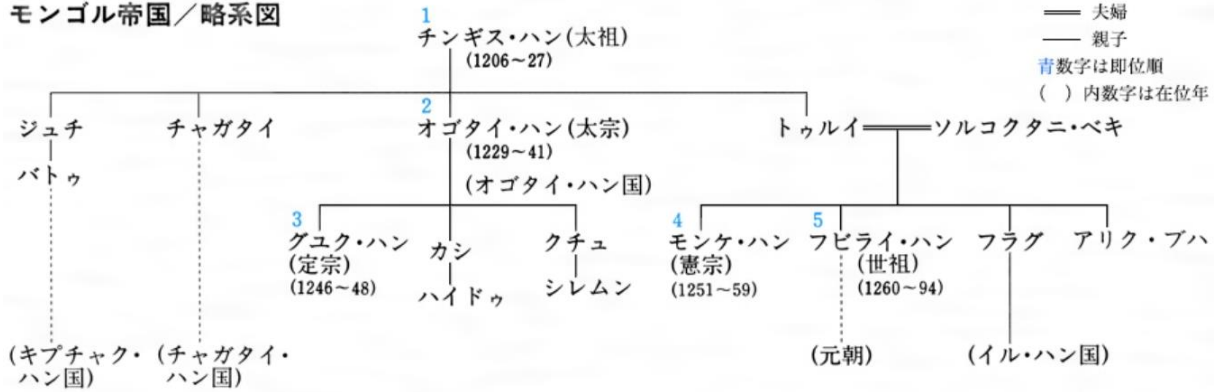 モンゴル帝国／略系図
夫婦
親子
青数字は即位順
( )内数字は在位年
1
チンギス・ハン(太祖)
(1206～27)
ジュチ
チャガタイ
2
オゴタイ・ハン(太宗)
(1229～41)
(オゴタイ・ハン国)
トゥルイ
ソルコクタニ・ベキ
バトゥ
3
グユク・ハン
(定宗)
(1246～48)
カシ
ハイドゥ
クチュ
シレムン
4
モンケ・ハン
(憲宗)
(1251～59)
5
フビライ・ハン
(世祖)
(1260～94)
フラグ
アリク・ブハ
(キプチャク・
ハン国)
(チャガタイ・
ハン国)
(元朝)
(イル・ハン国)